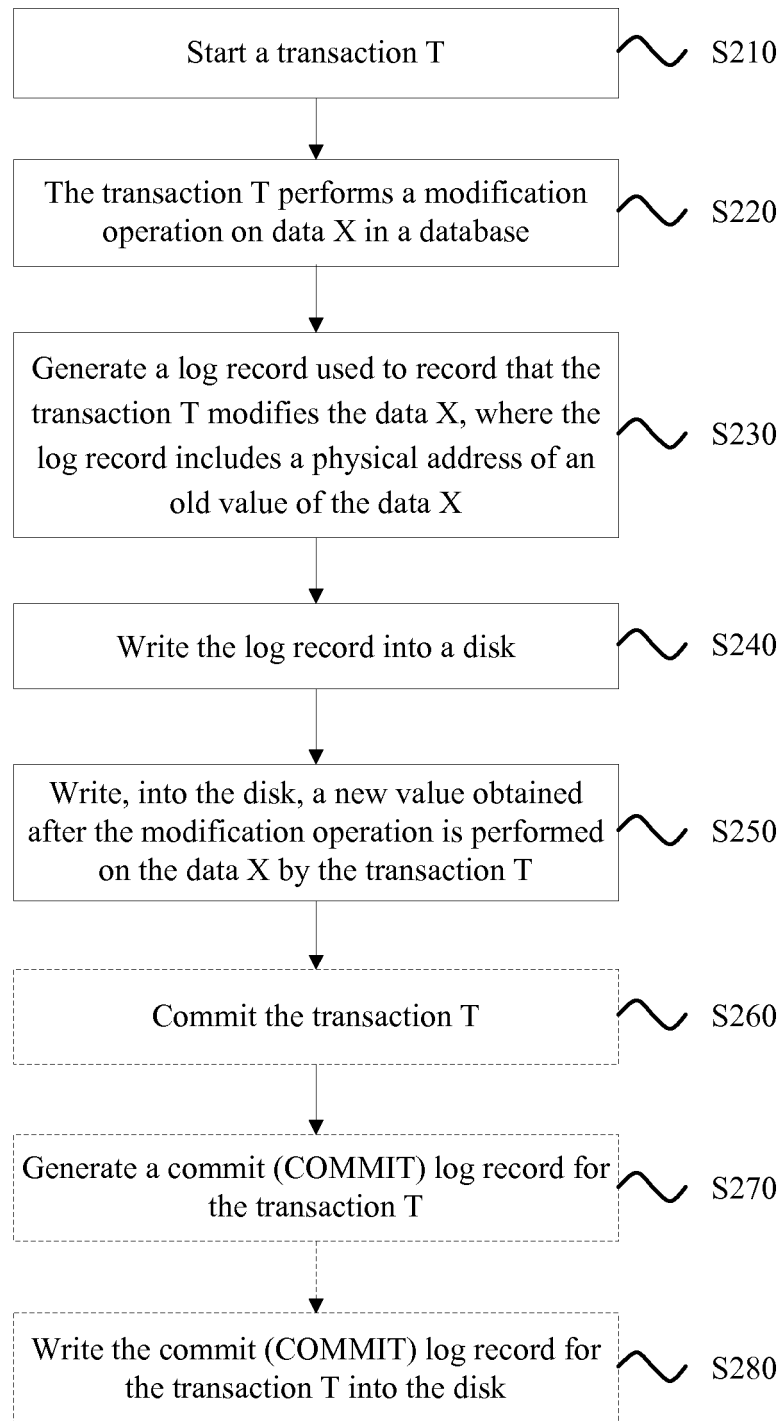 Start a transaction T
S210
The transaction T performs a modification
operation on data X in a database
S220
Generate a log record used to record that the
transaction T modifies the data X, where the
log record includes a physical address of an
old value of the data X
S230
Write the log record into a disk
S240
Write, into the disk, a new value obtained
after the modification operation is performed
on the data X by the transaction T
S250
Commit the transaction T
S260
Generate a commit (COMMIT) log record for
the transaction T
S270
Write the commit (COMMIT) log record for
the transaction T into the disk
S280